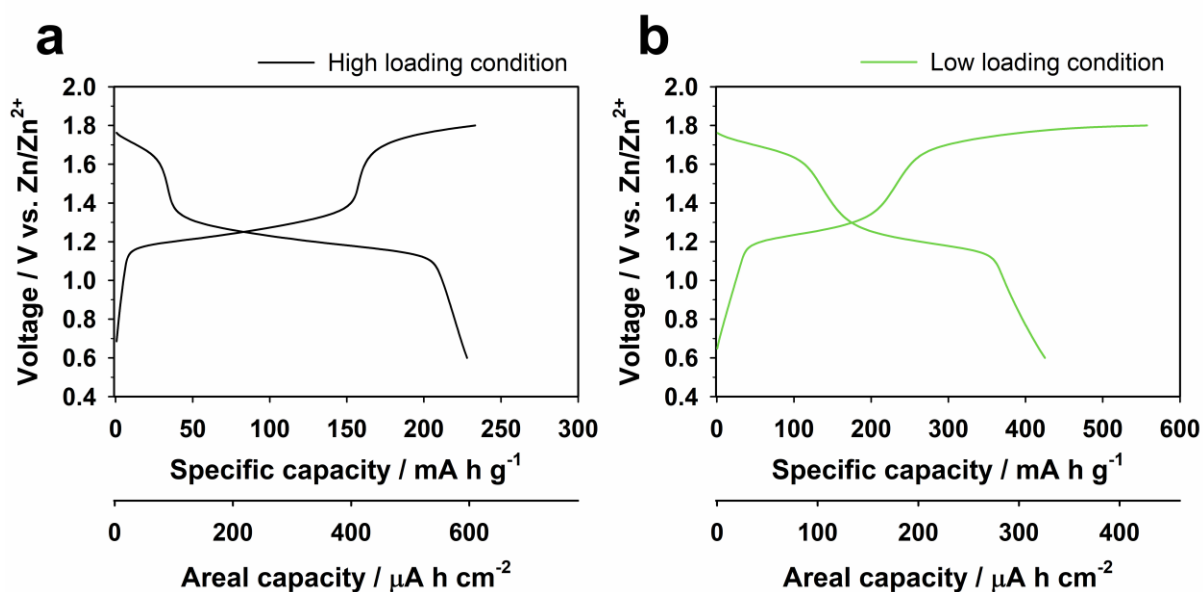 a
High loading condition
Voltage / V vs. Zn/Zn2+
2.0
1.8
1.6
1.4
1.2
1.0
0.8
0.6
0.4
0 50 100 150 200 250 300
Specific capacity / mA h g-1
0 200 400 600
Areal capacity / μA h cm-2
b
Low loading condition
Voltage / V vs. Zn/Zn2+
2.0
1.8
1.6
1.4
1.2
1.0
0.8
0.6
0.4
0 100 200 300 400 500 600
Specific capacity / mA h g-1
0 100 200 300 400
Areal capacity / μA h cm-2